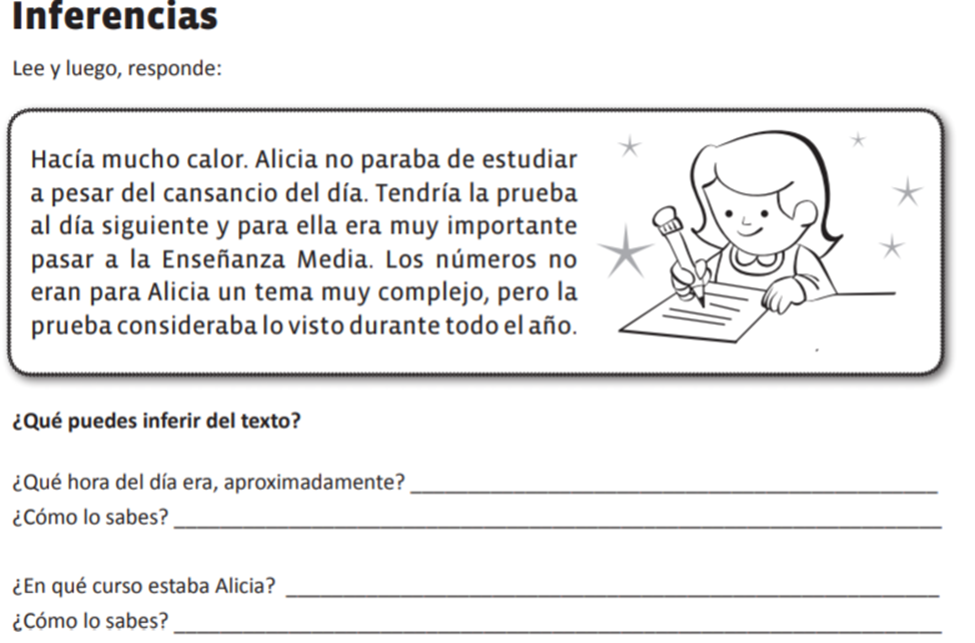 Inferencias
Lee y luego, responde:
Hacía mucho calor. Alicia no paraba de estudiar
a pesar del cansancio del día. Tendría la prueba
al día siguiente y para ella era muy importante
pasar a la Enseñanza Media. Los números no
eran para Alicia un tema muy complejo, pero la
prueba consideraba lo visto durante todo el año.
¿Qué puedes inferir del texto?
¿Qué hora del día era, aproximadamente?
¿Cómo lo sabes?
¿En qué curso estaba Alicia?
¿Cómo lo sabes?